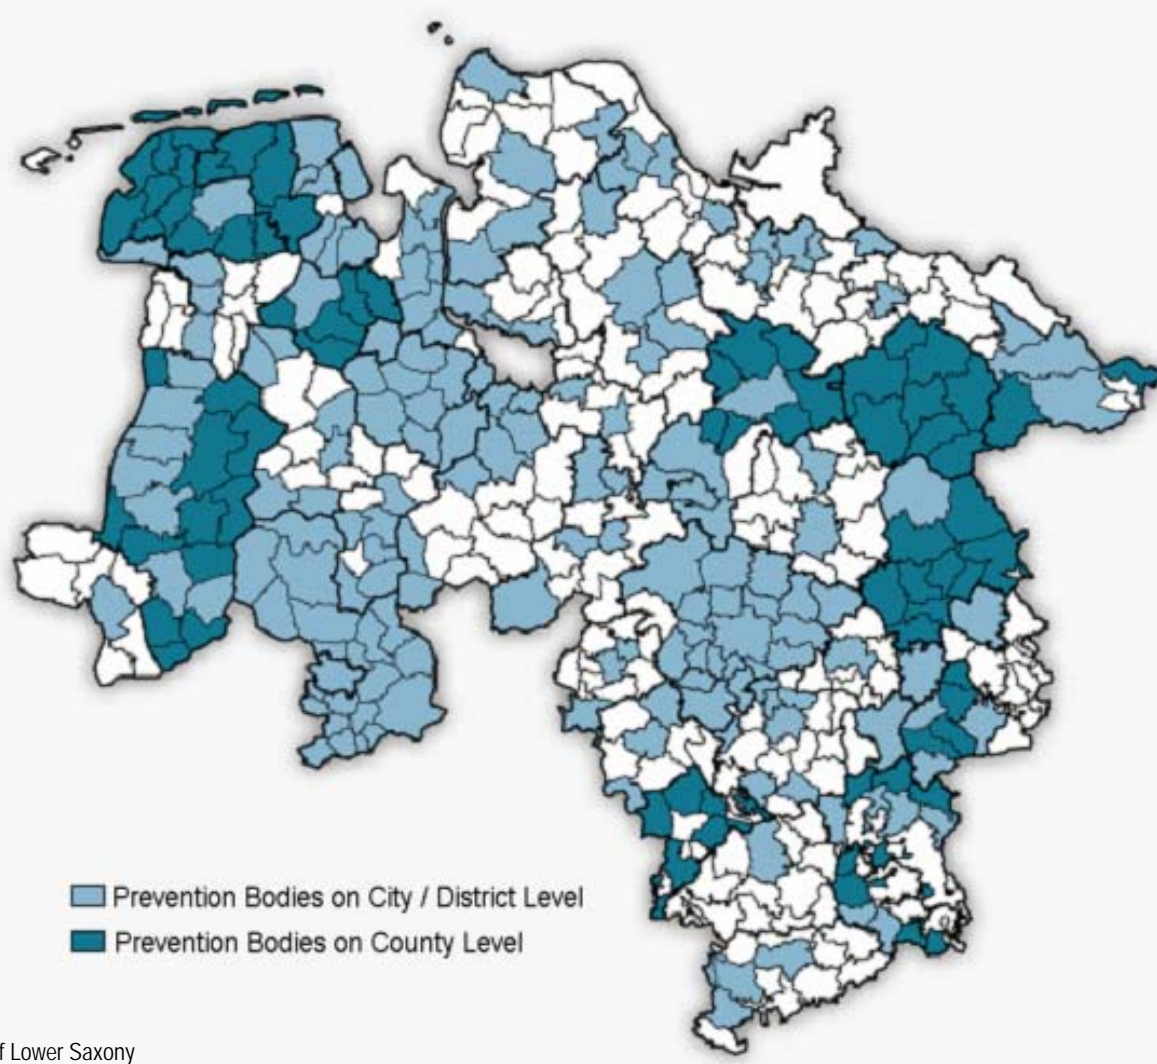 Prevention Bodies on City / District Level
Prevention Bodies on County Level
f Lower Saxony